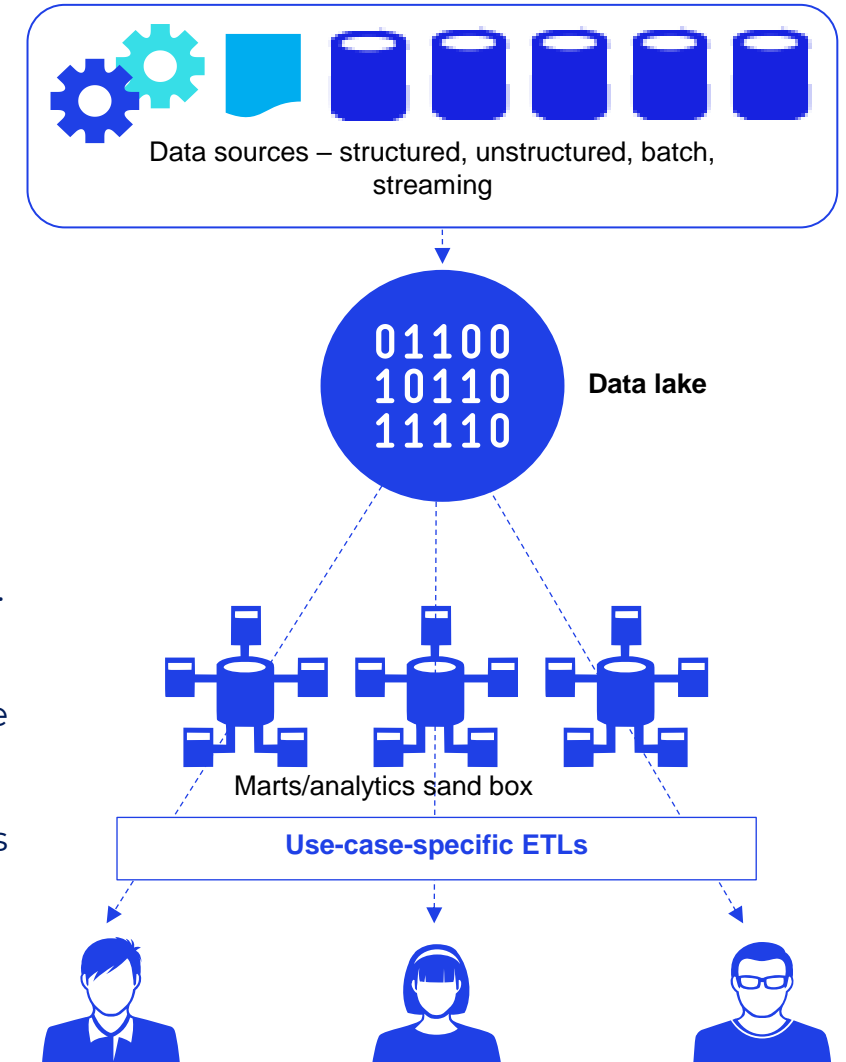 Data sources – structured, unstructured, batch,
streaming
01100
10110
11110
Data lake
.
e
Marts/analytics sand box
s
Use-case-specific ETLs